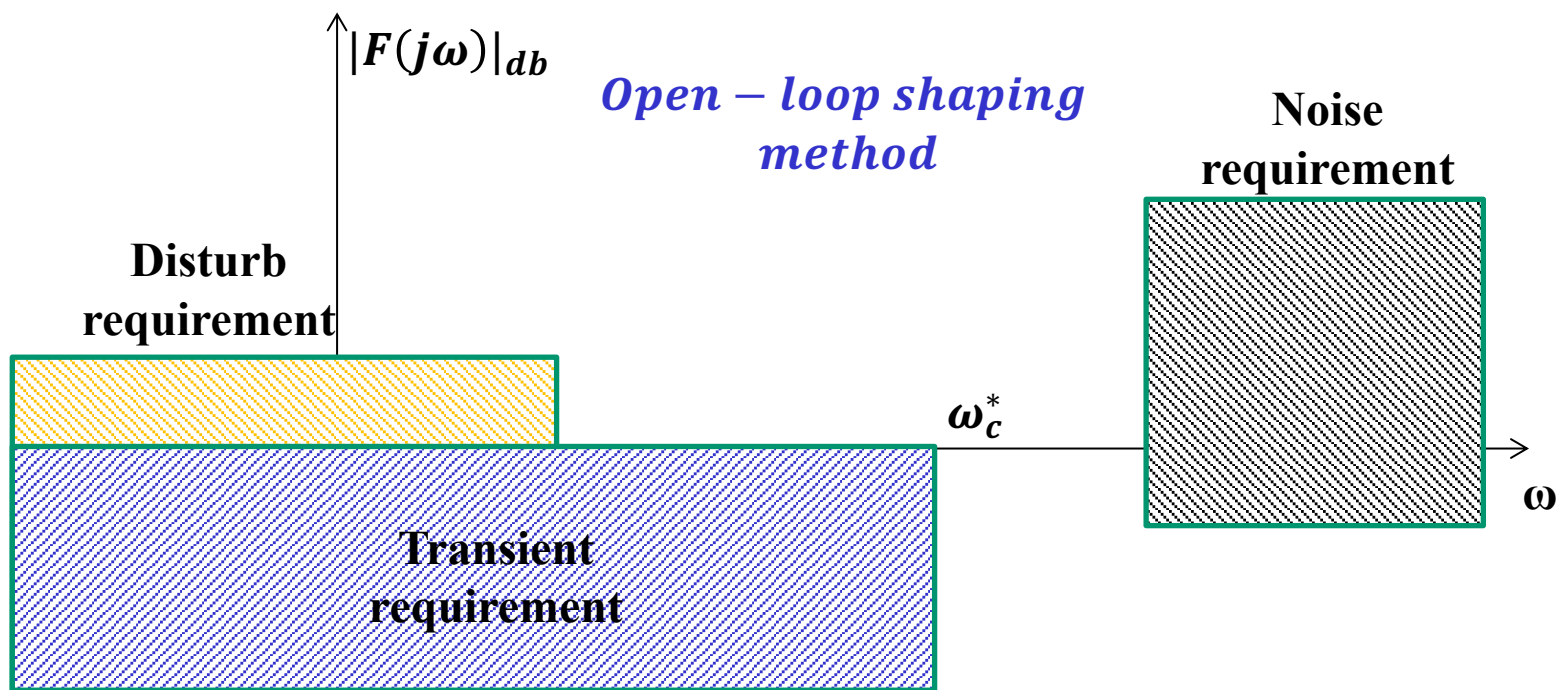 |F(jω)|db
Open − loop shaping
method
Noise
requirement
Disturb
requirement
ω*c
ω
Transient
requirement